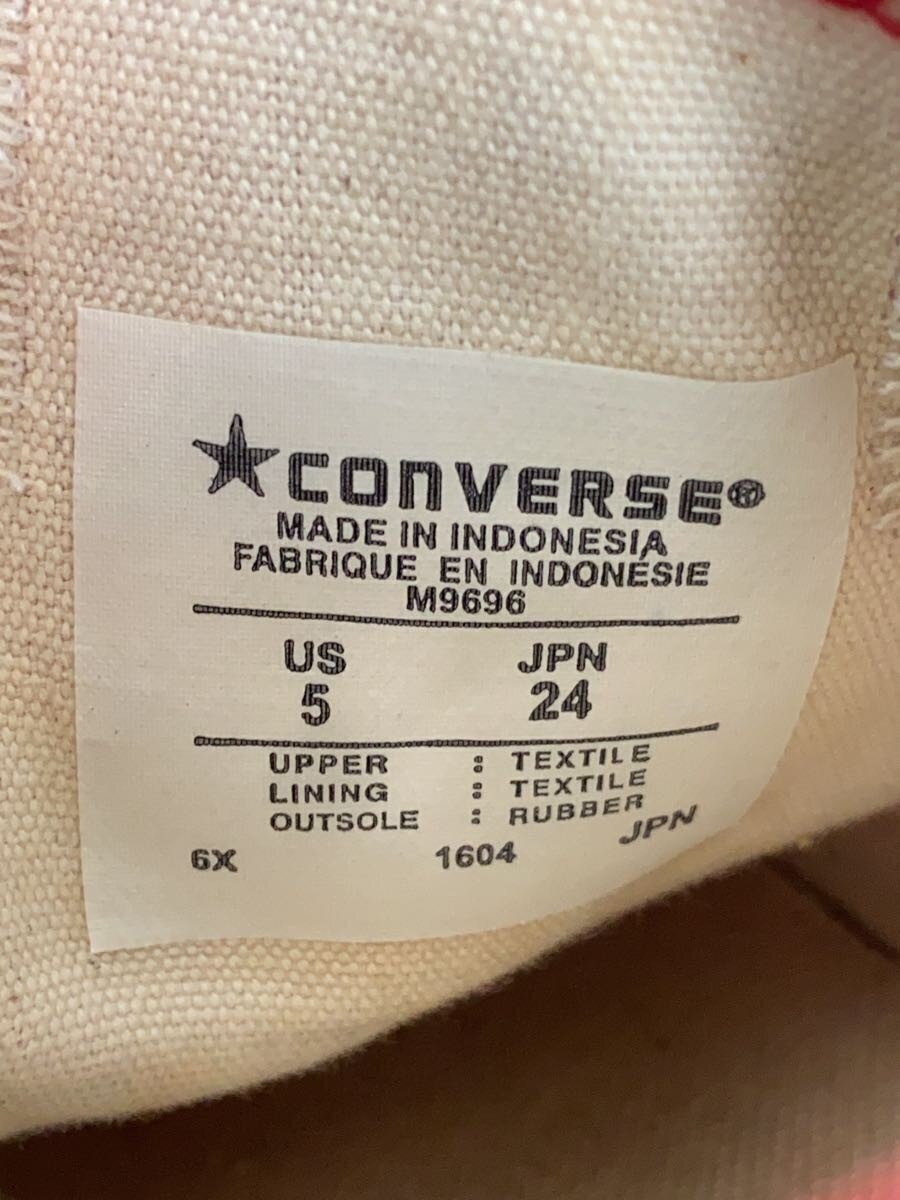 ★CONVERSE®
MADE IN INDONESIA
FABRIQUE EN INDONÉSIE
M9696
US JPN
5 24
UPPER : TEXTILE
LINING : TEXTILE
OUTSOLE : RUBBER
6X 1604 JPN